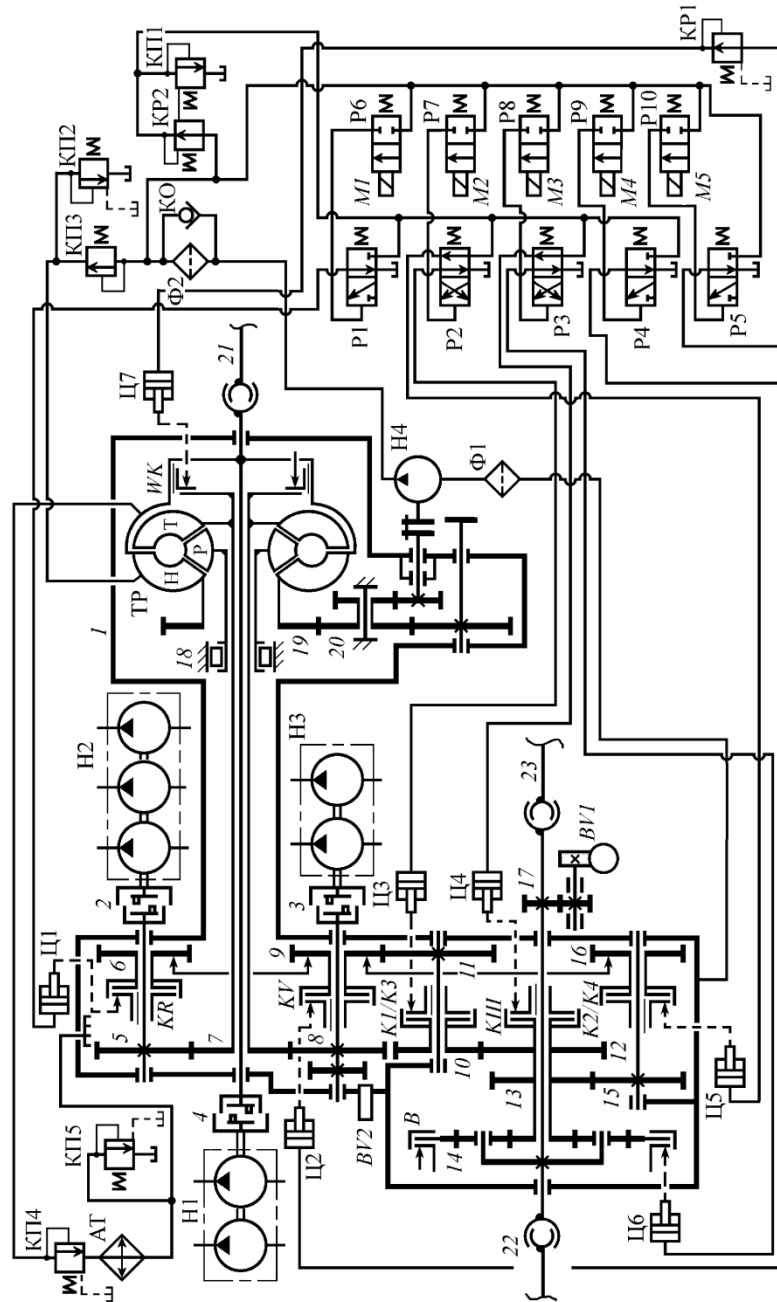 КП4
Ц1
КП2
КП3
КП5
Н2
АТ
2
1
6
5
KR
ТР
Н
Т
Р
WK
Ц7
Ф2
КО
КР2
КП1
7
4
18
21
Н1
9
8
KV
3
Н3
19
20
Н4
Ц2
BV2
K1/K3
11
10
Ц3
Ф1
В
14
13
KIII
Ц4
17
23
BV1
22
15
12
K2/K4
16
Ц6
Ц5
Р1
Р2
Р3
Р4
Р5
М1
М2
М3
М4
М5
Р6
Р7
Р8
Р9
Р10
КР1